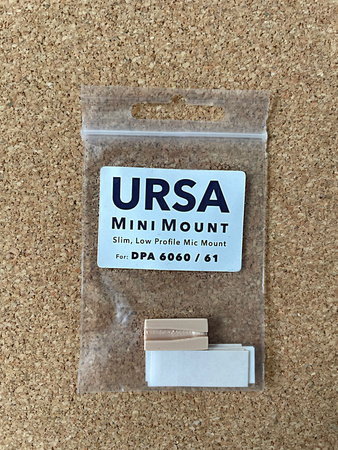 URSA
MINI MOUNT
Slim, Low Profile Mic Mount
For: DPA 6060 / 61